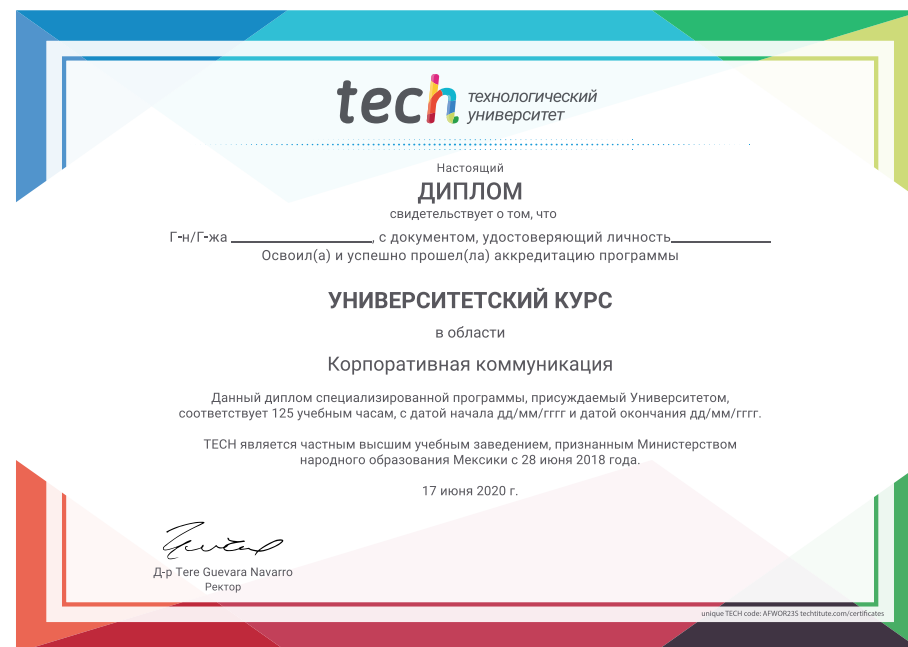 tech технологический
университет
Настоящий
ДИПЛОМ
свидетельствует о том, что
Г-н/Г-жа ____________________, с документом, удостоверяющий личность______________
Освоил(а) и успешно прошел(ла) аккредитацию программы
УНИВЕРСИТЕТСКИЙ КУРС
в области
Корпоративная коммуникация
Данный диплом специализированной программы, присуждаемый Университетом,
соответствует 125 учебным часам, с датой начала дд/мм/гггг и датой окончания дд/мм/гггг.
TECH является частным высшим учебным заведением, признанным Министерством
народного образования Мексики с 28 июня 2018 года.
17 июня 2020 г.
Д-р Tere Guevara Navarro
Ректор
unique TECH code: AFWOR235 techtitute.com/certificates